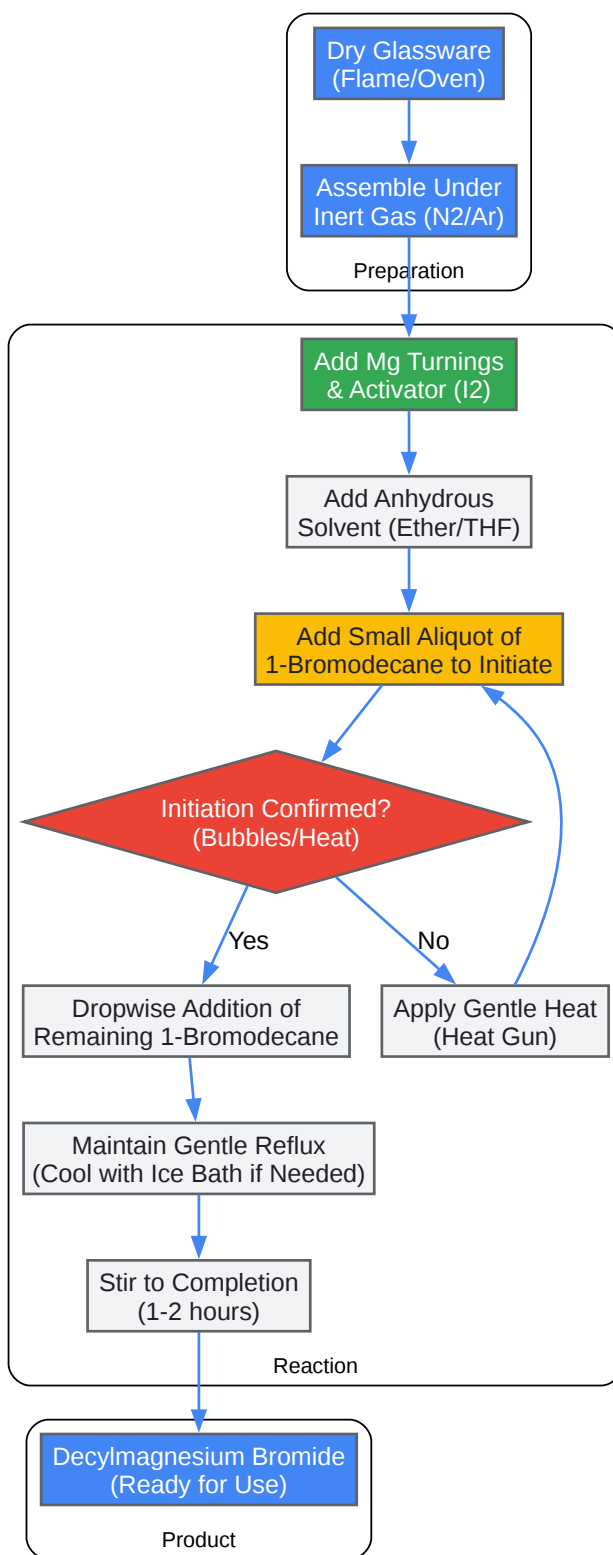 Dry Glassware
(Flame/Oven)
Assemble Under
Inert Gas (N2/Ar)
Preparation
Add Mg Turnings
& Activator (I2)
Add Anhydrous
Solvent (Ether/THF)
Add Small Aliquot of
1-Bromodecane to Initiate
Initiation Confirmed?
(Bubbles/Heat)
Yes
No
Dropwise Addition of
Remaining 1-Bromodecane
Apply Gentle Heat
(Heat Gun)
Maintain Gentle Reflux
(Cool with Ice Bath if Needed)
Stir to Completion
(1-2 hours)
Reaction
Decylmagnesium Bromide
(Ready for Use)
Product